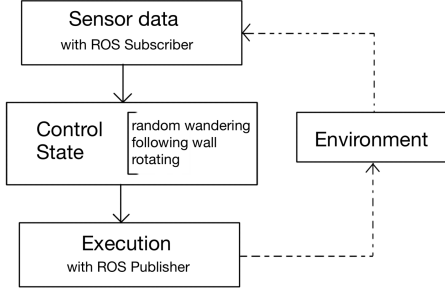 Sensor data
with ROS Subscriber
Control
State
random wandering
following wall
rotating
Environment
Execution
with ROS Publisher